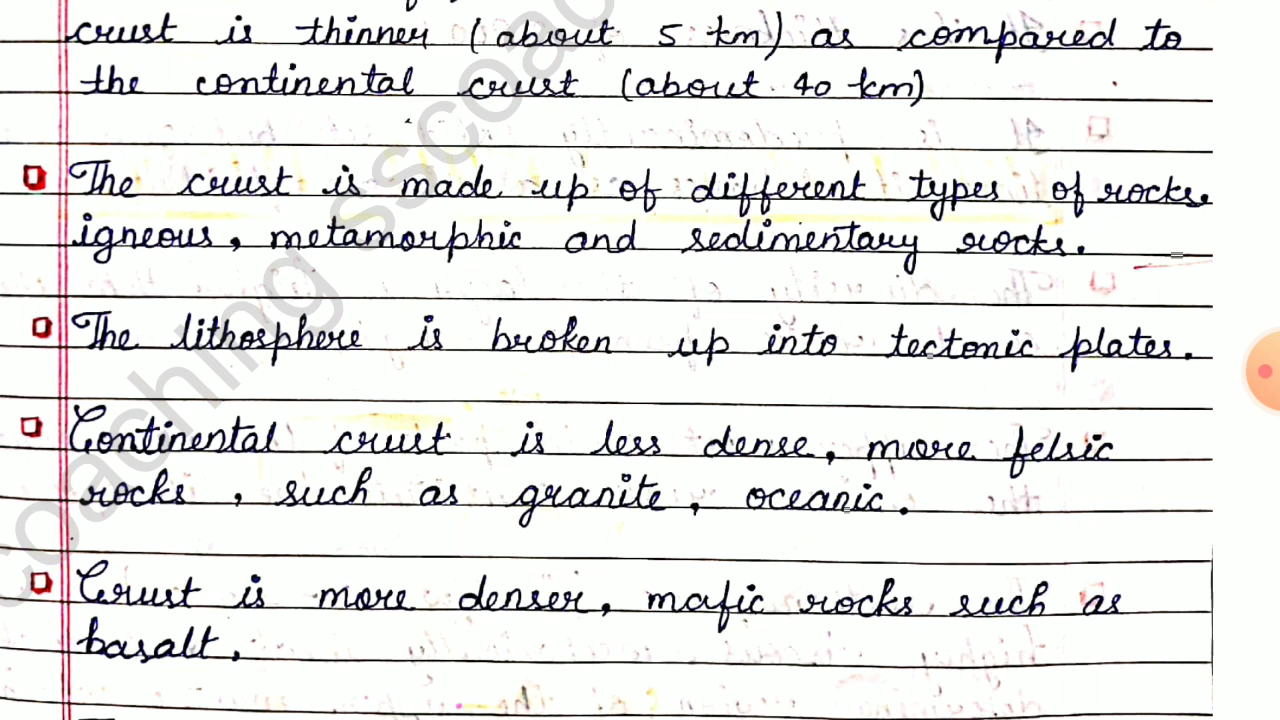 crust is thinner (about 5 km) as compared to
the continental crust (about 40 km)
The crust is made up of different types of rocks.
igneous, metamorphic and sedimentary rocks.
The lithosphere is broken up into tectonic plates.
Continental crust is less dense, more felsic
rocks, such as granite, oceanic.
Crust is more denser, mafic rocks such as
basalt.
coaching sscoac